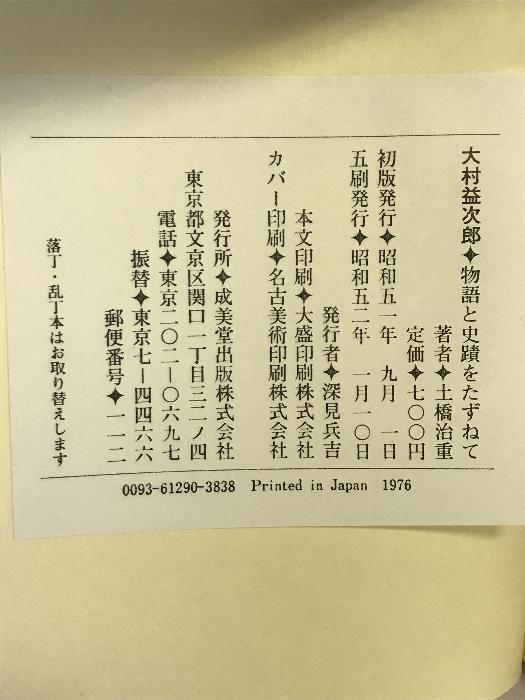 大村益次郎✦物語と史蹟をたずねて
著者✦土橋治重
定価✦七〇〇円
初版発行✦昭和五一年 九月 一日
五刷発行✦昭和五二年 一月一〇日
発行者✦深見兵吉
本文印刷✦大盛印刷株式会社
カバー印刷✦名古美術印刷株式会社
発行所✦成美堂出版株式会社
東京都文京区関口一丁目三二ノ四
電話✦東京二〇二―〇六九七
振替✦東京七―四四六六
郵便番号✦一一二
落丁・乱丁本はお取り替えします
0093-61290-3838 Printed in Japan 1976